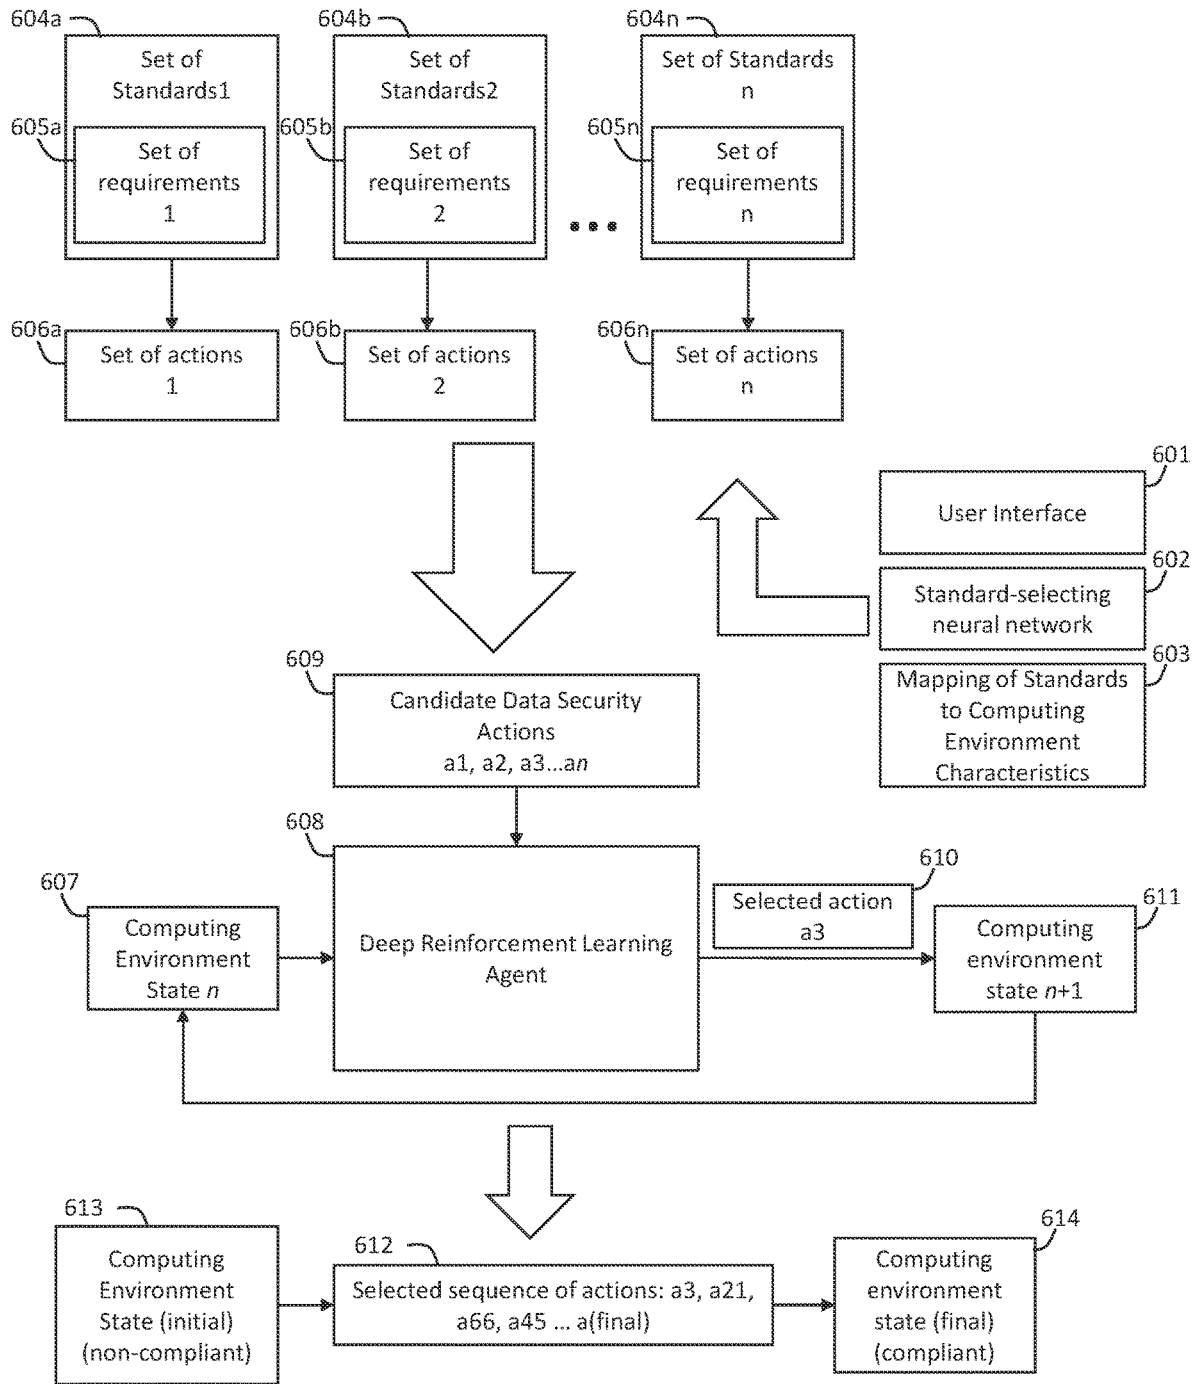 604a
604b
604n
Set of
Standards1
Set of
Standards2
Set of Standards
n
605a
605b
605n
Set of
requirements
1
Set of
requirements
2
Set of
requirements
n
606a
606b
606n
Set of actions
1
Set of actions
2
Set of actions
n
601
User Interface
602
Standard-selecting
neural network
603
Mapping of Standards
to Computing
Environment
Characteristics
609
Candidate Data Security
Actions
a1, a2, a3...an
608
Deep Reinforcement Learning
Agent
607
Computing
Environment
State n
610
Selected action
a3
611
Computing
environment
state n+1
613
Computing
Environment
State (initial)
(non-compliant)
612
Selected sequence of actions: a3, a21,
a66, a45 ... a(final)
614
Computing
environment
state (final)
(compliant)